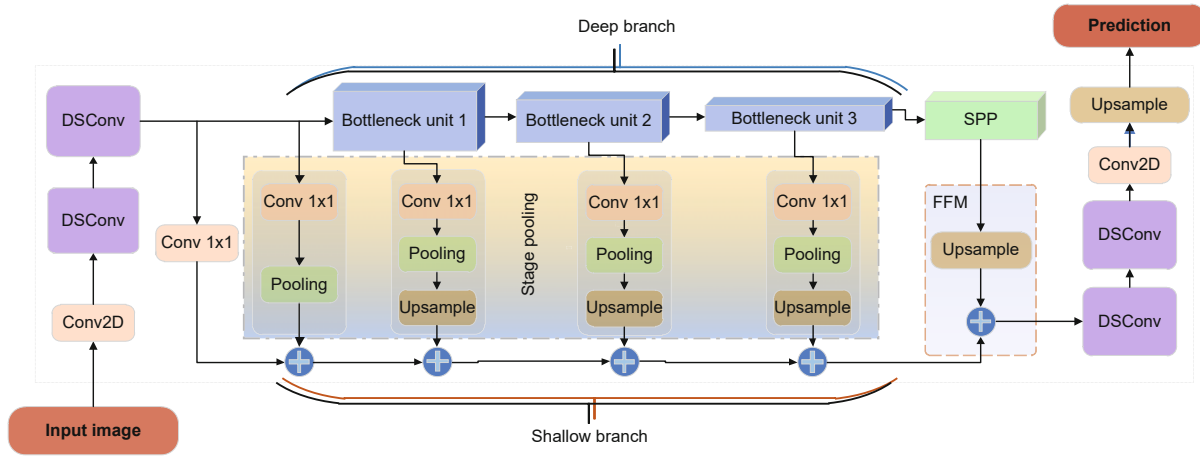 Deep branch
Prediction
DSConv
Bottleneck unit 1
Bottleneck unit 2
Bottleneck unit 3
SPP
Upsample
Conv2D
DSConv
Conv 1x1
Conv 1x1
Conv 1x1
Conv 1x1
Conv 1x1
Stage pooling
FFM
Pooling
Pooling
Pooling
Pooling
Upsample
DSConv
Upsample
Upsample
Upsample
Conv2D
DSConv
Input image
Shallow branch